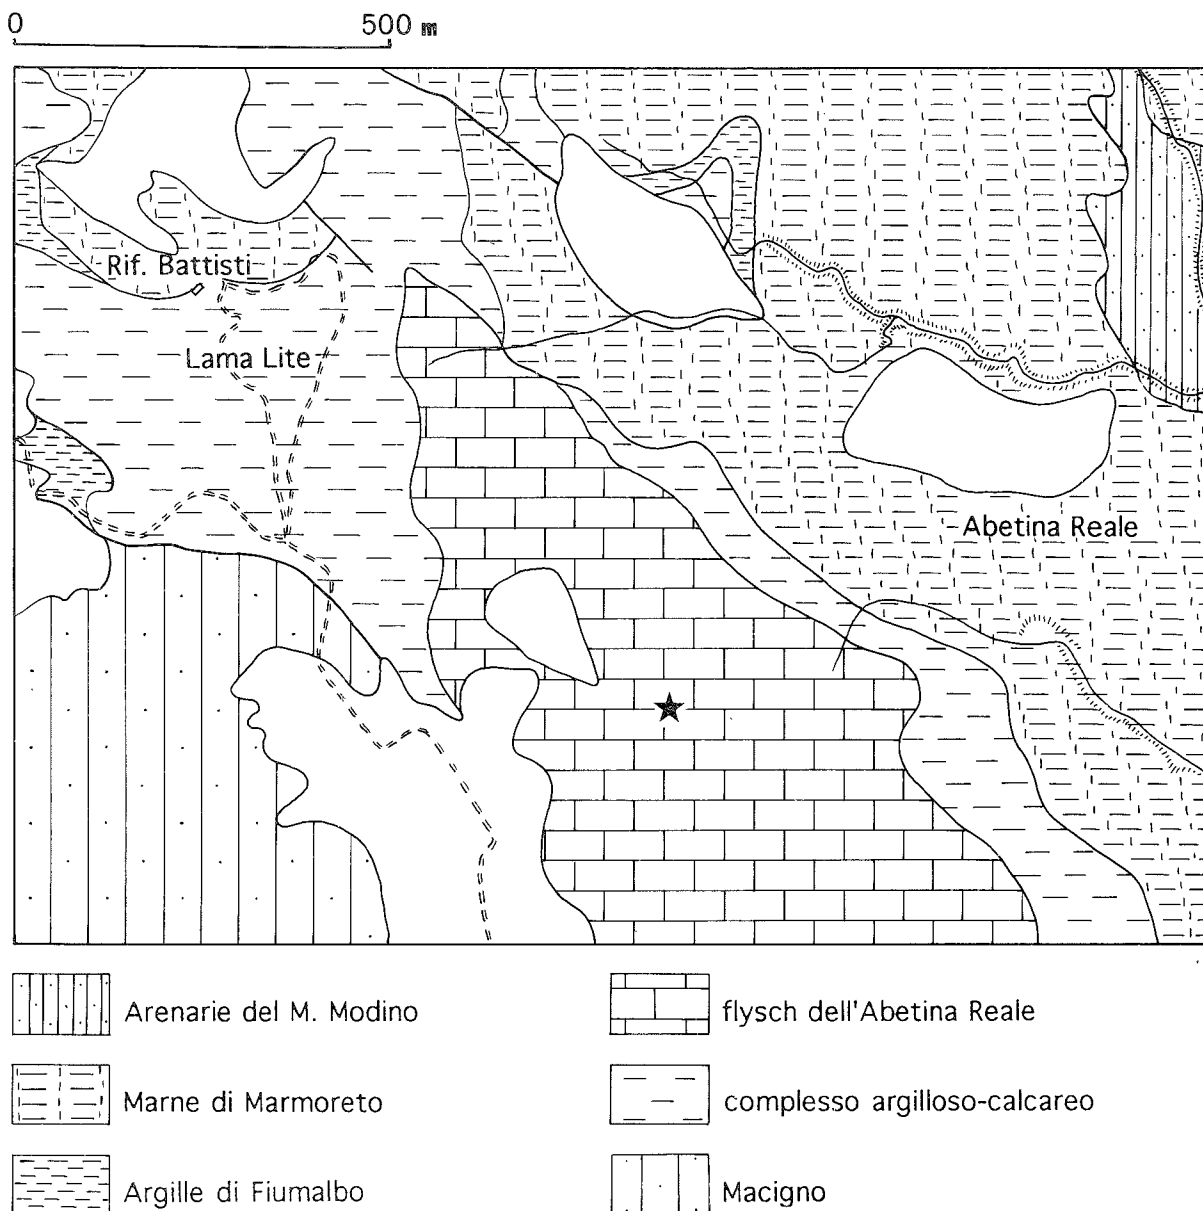 0 500 m
Rif. Battisti
Lama Lite
Abetina Reale
Arenarie del M. Modino
flysch dell'Abetina Reale
Marne di Marmoreto
complesso argilloso-calcareo
Argille di Fiumalbo
Macigno